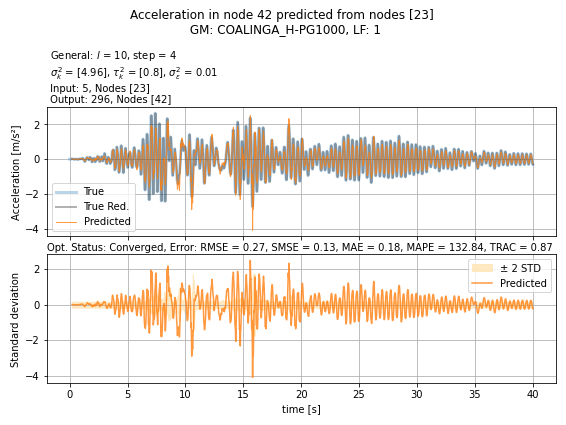 Acceleration in node 42 predicted from nodes [23]
GM: COALINGA_H-PG1000, LF: 1
General: l = 10, step = 4
σ²ₖ = [4.96], τ²ₖ = [0.8], σ²ε = 0.01
Input: 5, Nodes [23]
Output: 296, Nodes [42]
Acceleration [m/s²]
2
0
−2
−4
True
True Red.
Predicted
Opt. Status: Converged, Error: RMSE = 0.27, SMSE = 0.13, MAE = 0.18, MAPE = 132.84, TRAC = 0.87
Standard deviation
2
0
−2
−4
± 2 STD
Predicted
0 5 10 15 20 25 30 35 40
time [s]